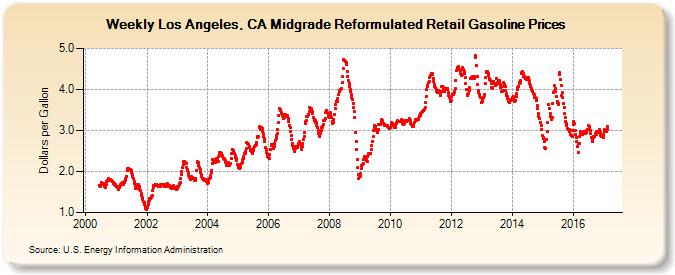 Weekly Los Angeles, CA Midgrade Reformulated Retail Gasoline Prices
Dollars per Gallon
5.0
4.0
3.0
2.0
1.0
2000 2002 2004 2006 2008 2010 2012 2014 2016
Source: U.S. Energy Information Administration